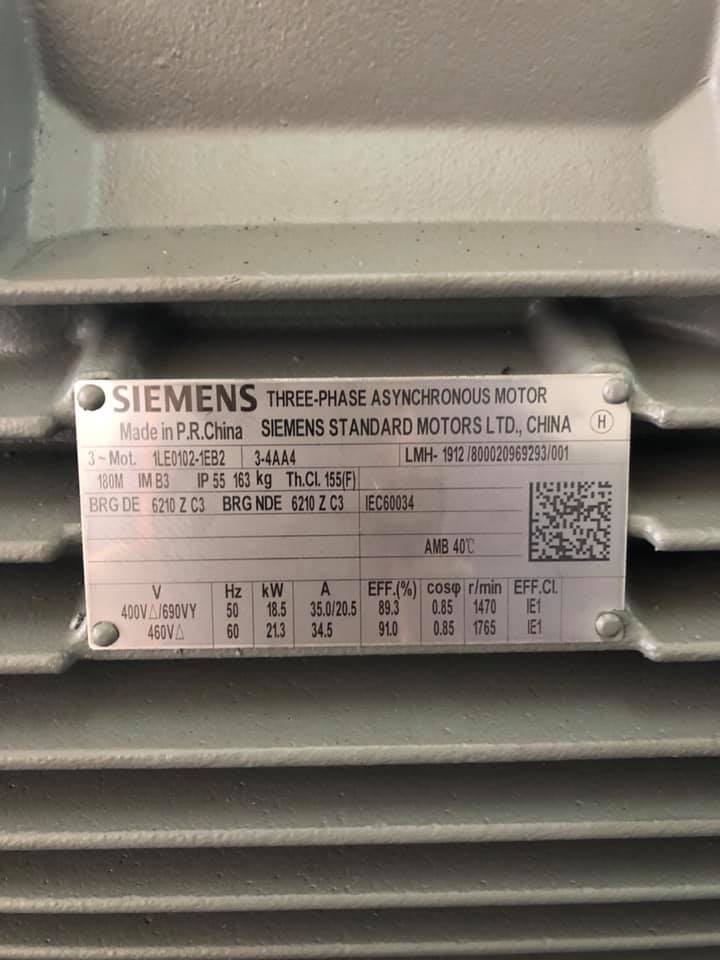 SIEMENS THREE-PHASE ASYNCHRONOUS MOTOR
Made in P.R.China SIEMENS STANDARD MOTORS LTD., CHINA H
3~Mot. 1LE0102-1EB2 3-4AA4 LMH-1912/800020969293/001
180M IM B3 IP 55 163 kg Th.Cl. 155(F)
BRG DE 6210 Z C3 BRG NDE 6210 Z C3 IEC60034
AMB 40℃
V Hz kW A EFF.(%) cosφ r/min EFF.Cl.
400V△/690VY 50 18.5 35.0/20.5 89.3 0.85 1470 IE1
460V△ 60 21.3 34.5 91.0 0.85 1765 IE1